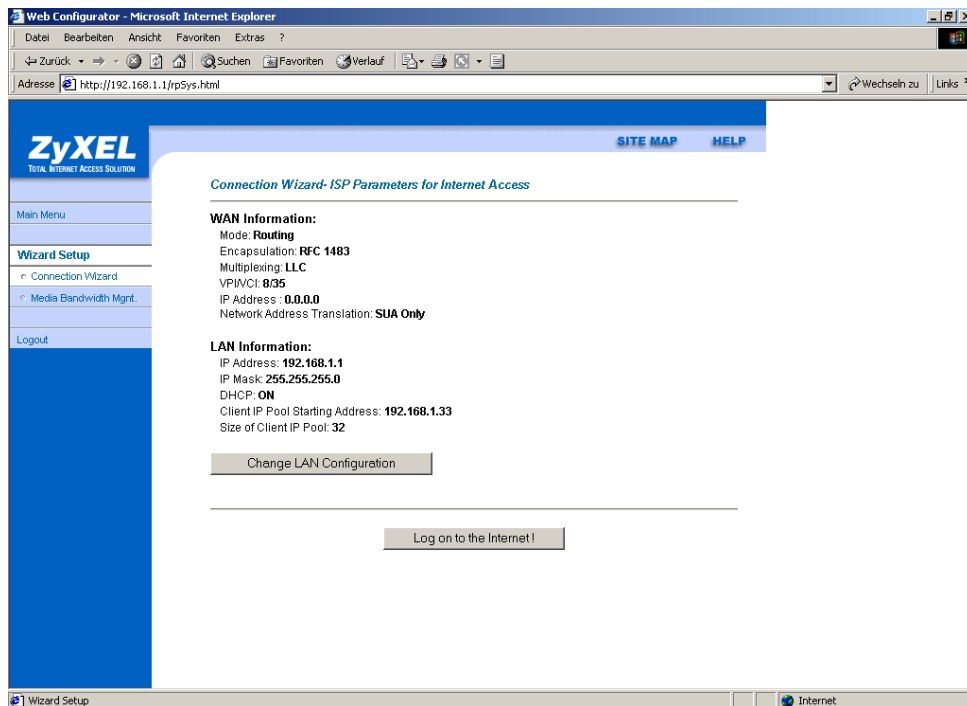 Web Configurator - Microsoft Internet Explorer
Datei Bearbeiten Ansicht Favoriten Extras ?
Zurück Suchen Favoriten Verlauf
Adresse http://192.168.1.1/rpSys.html Wechseln zu Links
ZyXEL
TOTAL INTERNET ACCESS SOLUTION
SITE MAP HELP
Main Menu
Wizard Setup
Connection Wizard
Media Bandwidth Mgnt.
Logout
Connection Wizard- ISP Parameters for Internet Access
WAN Information:
Mode: Routing
Encapsulation: RFC 1483
Multiplexing: LLC
VPI/VCI: 8/35
IP Address : 0.0.0.0
Network Address Translation: SUA Only
LAN Information:
IP Address: 192.168.1.1
IP Mask: 255.255.255.0
DHCP: ON
Client IP Pool Starting Address: 192.168.1.33
Size of Client IP Pool: 32
Change LAN Configuration
Log on to the Internet !
Wizard Setup Internet